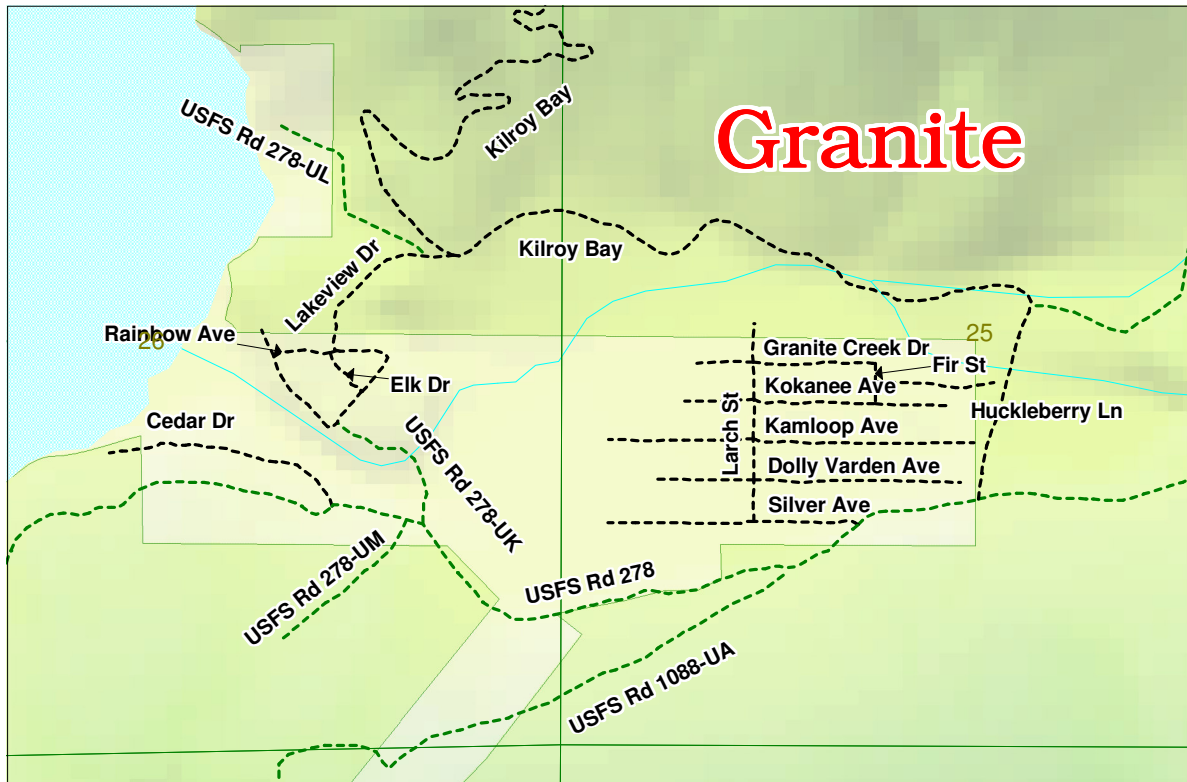 Granite
USFS Rd 278-UL
Kilroy Bay
Kilroy Bay
Lakeview Dr
Rainbow Ave
26
25
Granite Creek Dr
Fir St
Elk Dr
Kokanee Ave
Huckleberry Ln
Cedar Dr
Larch St
Kamloop Ave
USFS Rd 278-UK
Dolly Varden Ave
Silver Ave
USFS Rd 278-UM
USFS Rd 278
USFS Rd 1088-UA